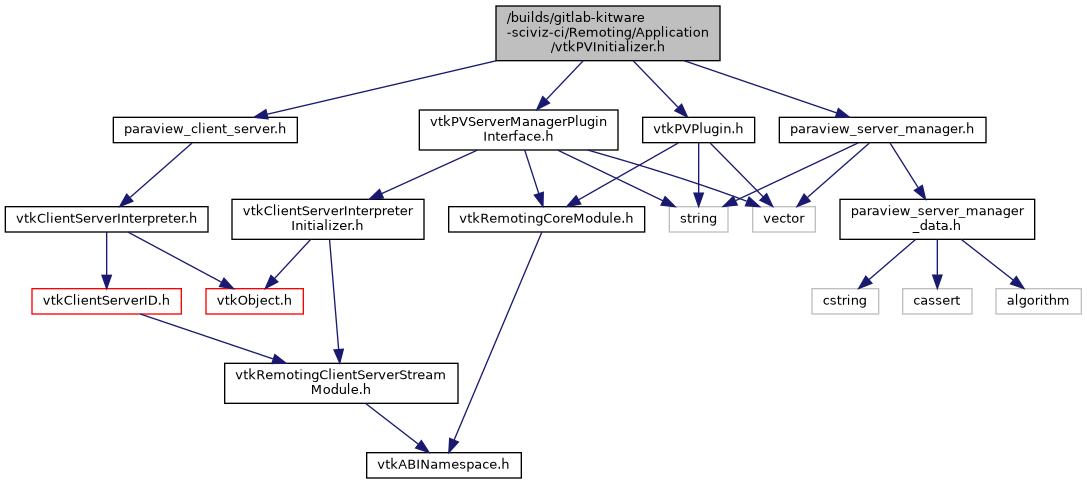 /builds/gitlab-kitware
-sciviz-ci/Remoting/Application
/vtkPVInitializer.h
paraview_client_server.h
vtkPVServerManagerPlugin
Interface.h
vtkPVPlugin.h
paraview_server_manager.h
vtkClientServerInterpreter.h
vtkClientServerInterpreter
Initializer.h
vtkRemotingCoreModule.h
string
vector
paraview_server_manager
_data.h
vtkClientServerID.h
vtkObject.h
cstring
cassert
algorithm
vtkRemotingClientServerStream
Module.h
vtkABINamespace.h